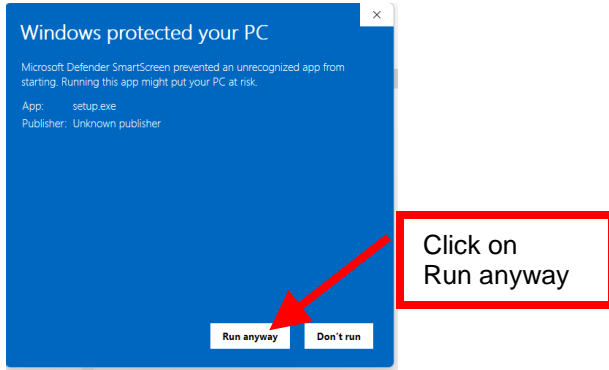 Windows protected your PC
Microsoft Defender SmartScreen prevented an unrecognized app from
starting. Running this app might put your PC at risk.
App: setup.exe
Publisher: Unknown publisher
Click on
Run anyway
Run anyway Don't run